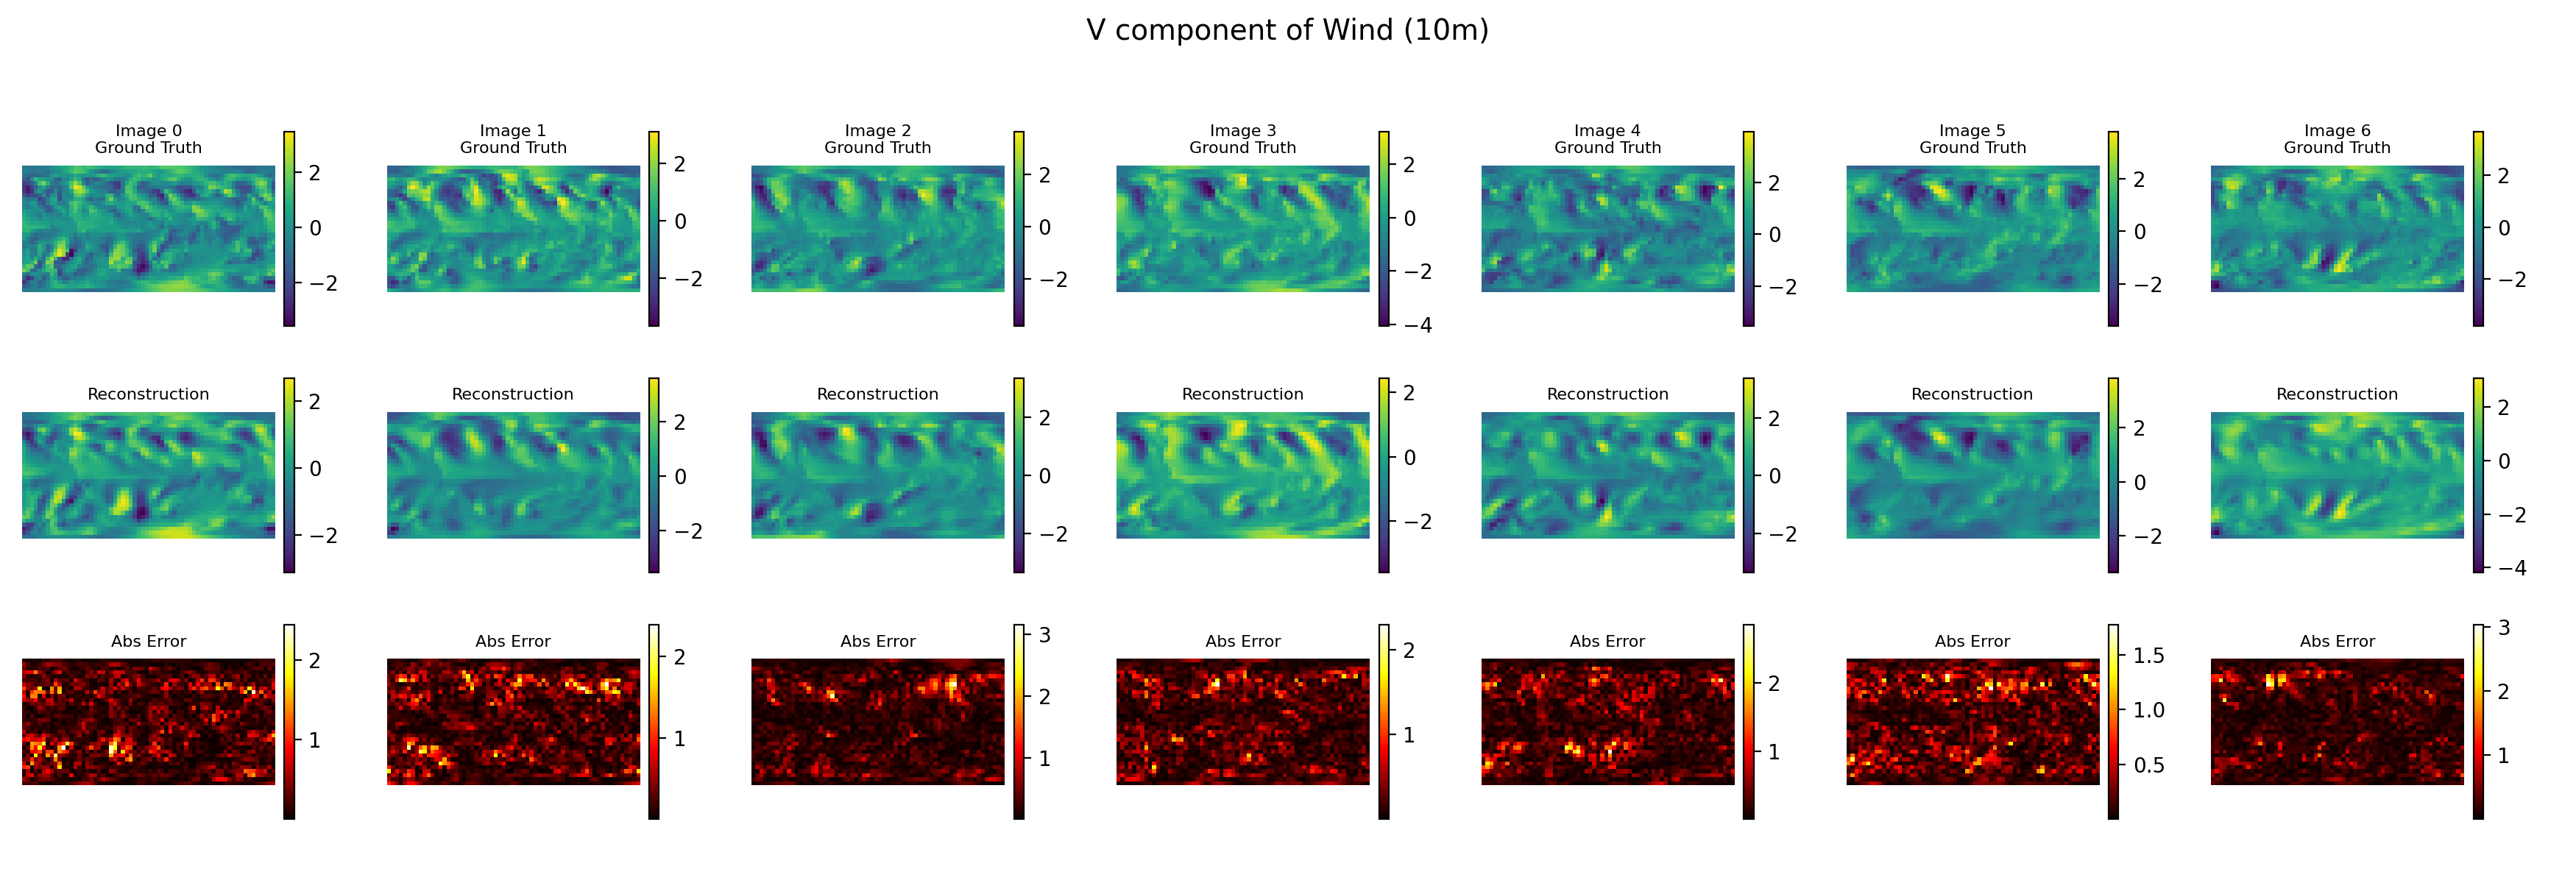 V component of Wind (10m)
Image 0
Ground Truth
2
0
−2
Image 1
Ground Truth
2
0
−2
Image 2
Ground Truth
2
0
−2
Image 3
Ground Truth
2
0
−2
−4
Image 4
Ground Truth
2
0
−2
Image 5
Ground Truth
2
0
−2
Image 6
Ground Truth
2
0
−2
Reconstruction
2
0
−2
Reconstruction
2
0
−2
Reconstruction
2
0
−2
Reconstruction
2
0
−2
Reconstruction
2
0
−2
Reconstruction
2
0
−2
Reconstruction
2
0
−2
−4
Abs Error
2
1
Abs Error
2
1
Abs Error
3
2
1
Abs Error
2
1
Abs Error
2
1
Abs Error
1.5
1.0
0.5
Abs Error
3
2
1